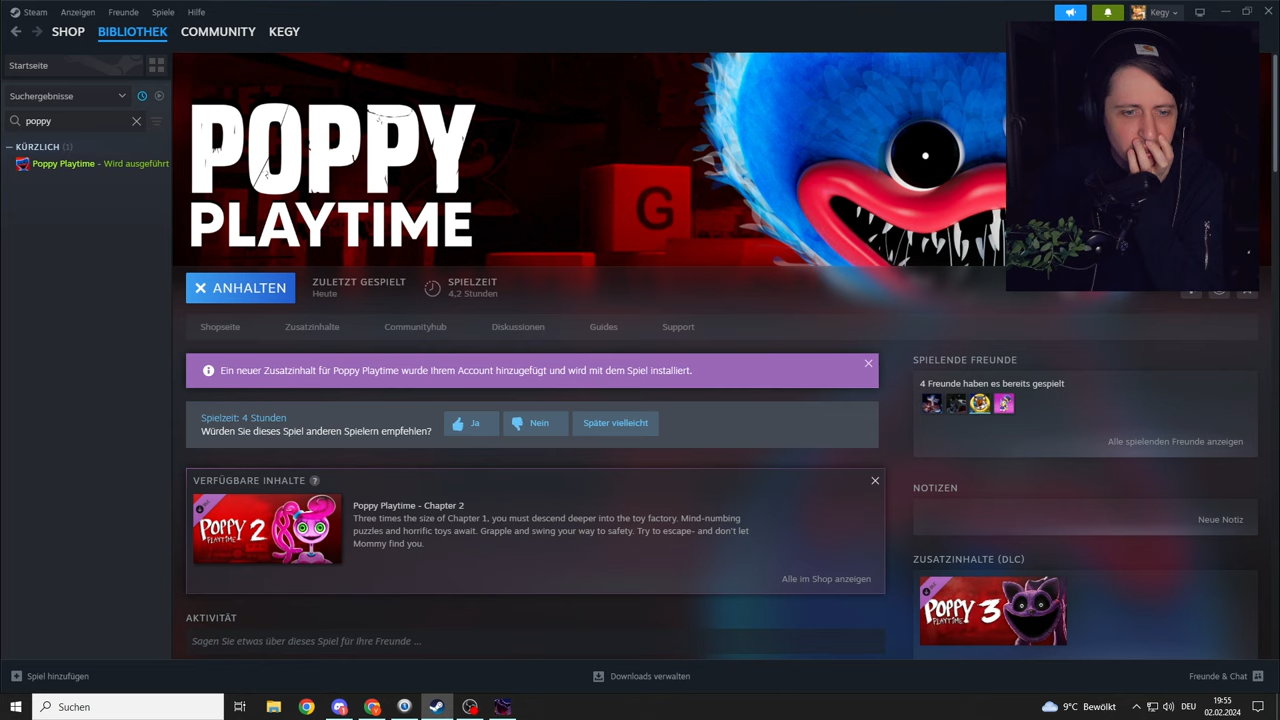 Steam Anzeigen Freunde Spiele Hilfe
Kegy
SHOP BIBLIOTHEK COMMUNITY KEGY
Startseite
Suchergebnisse
poppy
KÜRZLICH (1)
Poppy Playtime - Wird ausgeführt
POPPY
PLAYTIME
G
ANHALTEN
ZULETZT GESPIELT
Heute
SPIELZEIT
4,2 Stunden
Shopseite Zusatzinhalte Communityhub Diskussionen Guides Support
Ein neuer Zusatzinhalt für Poppy Playtime wurde Ihrem Account hinzugefügt und wird mit dem Spiel installiert.
Spielzeit: 4 Stunden
Würden Sie dieses Spiel anderen Spielern empfehlen?
Ja Nein Später vielleicht
VERFÜGBARE INHALTE ?
POPPY 2
PLAYTIME
Poppy Playtime - Chapter 2
Three times the size of Chapter 1, you must descend deeper into the toy factory. Mind-numbing
puzzles and horrific toys await. Grapple and swing your way to safety. Try to escape- and don't let
Mommy find you.
Alle im Shop anzeigen
AKTIVITÄT
Sagen Sie etwas über dieses Spiel für Ihre Freunde ...
SPIELENDE FREUNDE
4 Freunde haben es bereits gespielt
Alle spielenden Freunde anzeigen
NOTIZEN
Neue Notiz
ZUSATZINHALTE (DLC)
POPPY 3
PLAYTIME
Spiel hinzufügen
Downloads verwalten
Freunde & Chat
Suchen
9°C Bewölkt
DEU
19:55
02.02.2024